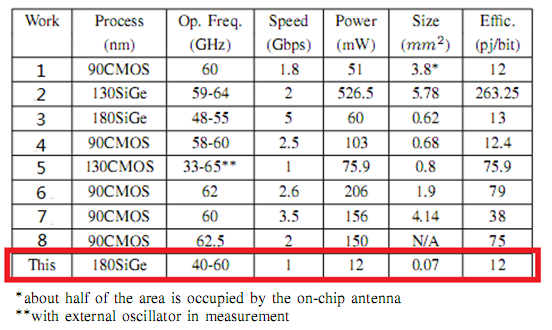 Work Process Op. Freq. Speed Power Size Effic.
(nm) (GHz) (Gbps) (mW) (mm²) (pj/bit)
1 90CMOS 60 1.8 51 3.8* 12
2 130SiGe 59-64 2 526.5 5.78 263.25
3 180SiGe 48-55 5 60 0.62 13
4 90CMOS 58-60 2.5 103 0.68 12.4
5 130CMOS 33-65** 1 75.9 0.8 75.9
6 90CMOS 62 2.6 206 1.9 79
7 90CMOS 60 3.5 156 4.14 38
8 90CMOS 62.5 2 150 N/A 75
This 180SiGe 40-60 1 12 0.07 12
*about half of the area is occupied by the on-chip antenna
**with external oscillator in measurement